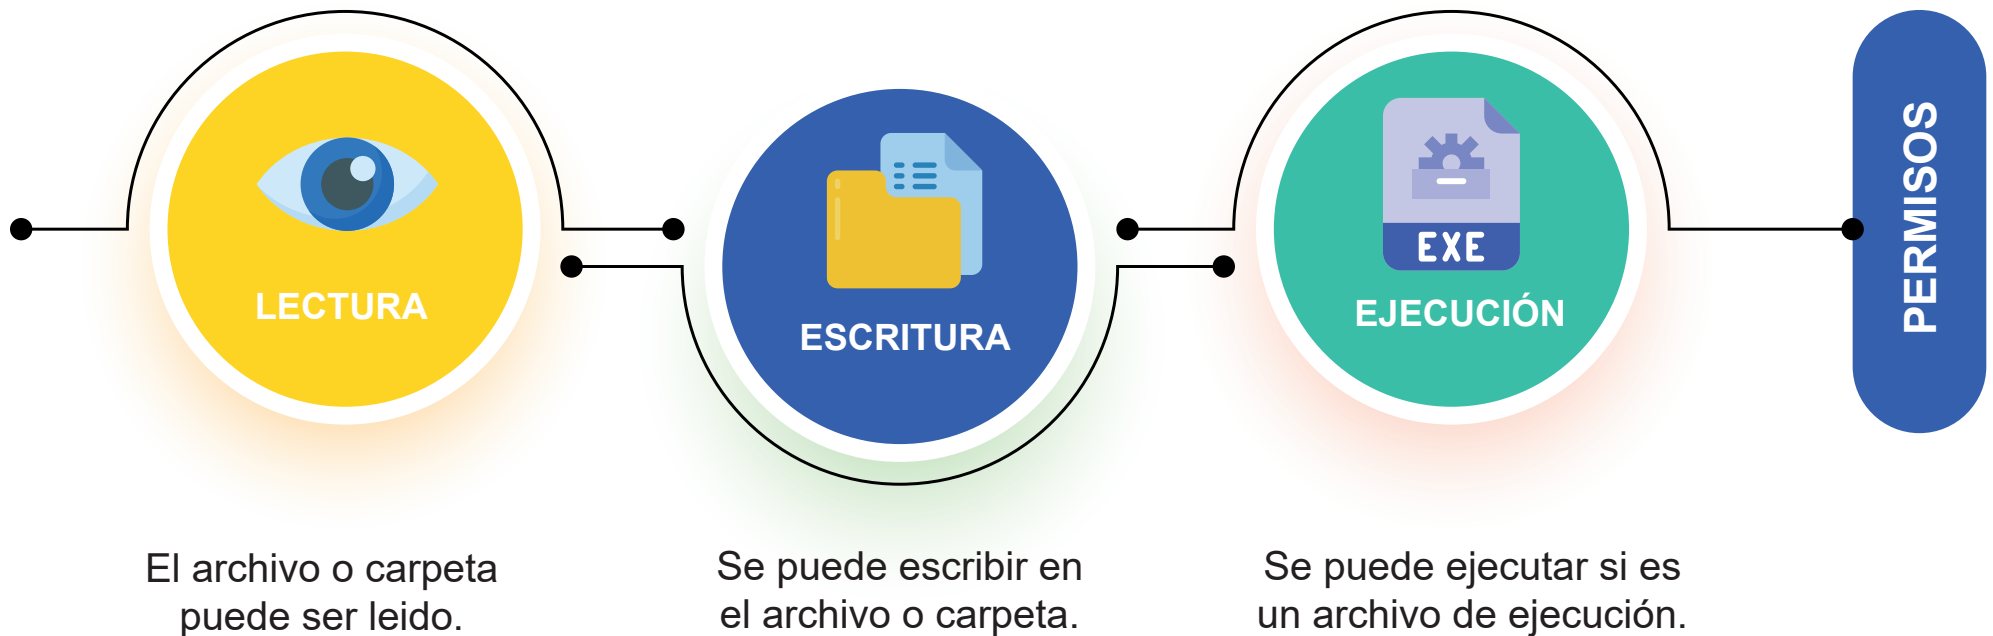 LECTURA
El archivo o carpeta
puede ser leido.
ESCRITURA
Se puede escribir en
el archivo o carpeta.
EXE
EJECUCIÓN
Se puede ejecutar si es
un archivo de ejecución.
PERMISOS